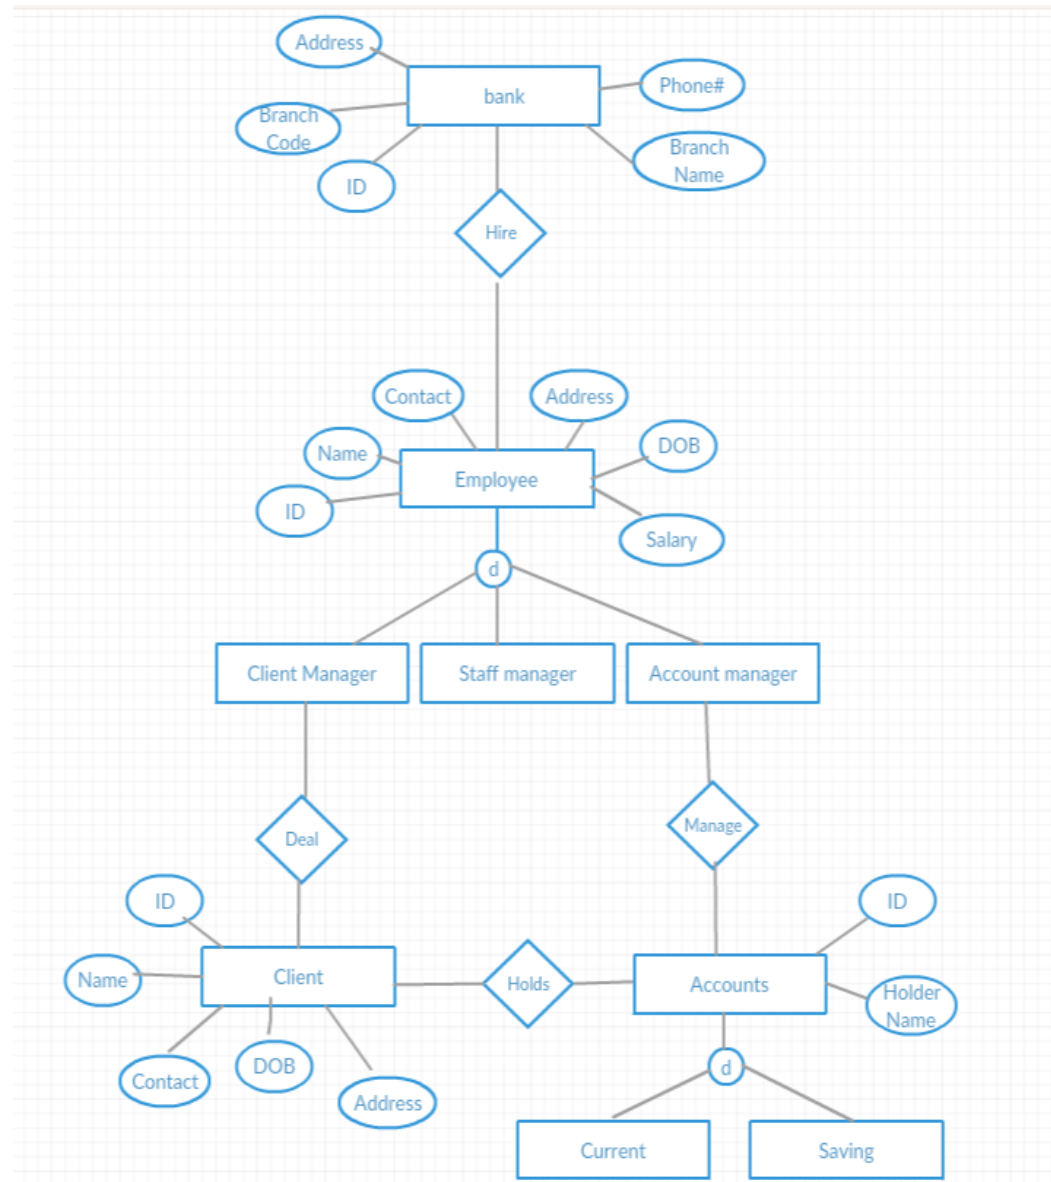 Address
bank
Phone#
Branch
Code
Branch
Name
ID
Hire
Contact
Address
Name
DOB
Employee
ID
Salary
d
Client Manager
Staff manager
Account manager
Deal
Manage
ID
ID
Name
Client
Holds
Accounts
Holder
Name
Contact
DOB
Address
d
Current
Saving